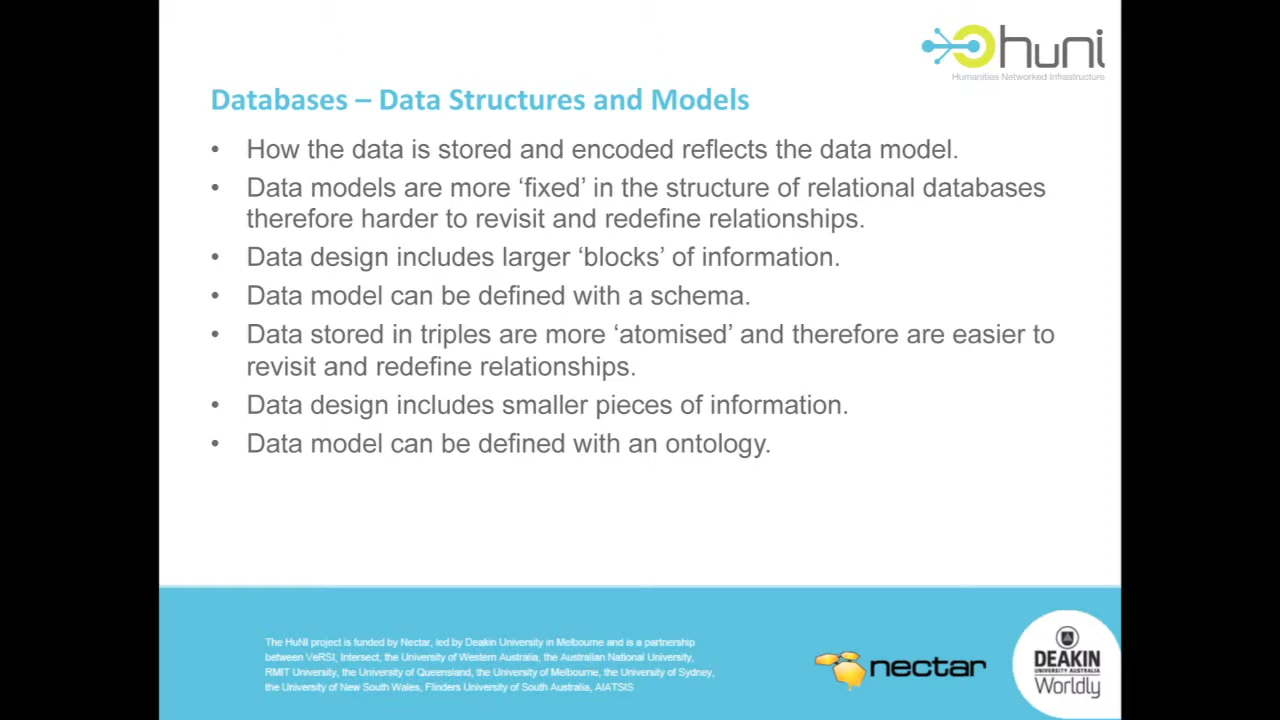 huni
Humanities Networked Infrastructure
Databases – Data Structures and Models
• How the data is stored and encoded reflects the data model.
• Data models are more ‘fixed’ in the structure of relational databases
therefore harder to revisit and redefine relationships.
• Data design includes larger ‘blocks’ of information.
• Data model can be defined with a schema.
• Data stored in triples are more ‘atomised’ and therefore are easier to
revisit and redefine relationships.
• Data design includes smaller pieces of information.
• Data model can be defined with an ontology.
The HuNI project is funded by Nectar, led by Deakin University in Melbourne and is a partnership
between VeRSI, Intersect, the University of Western Australia, the Australian National University,
RMIT University, the University of Queensland, the University of Melbourne, the University of Sydney,
the University of New South Wales, Flinders University of South Australia, AIATSIS
nectar
DEAKIN
UNIVERSITY AUSTRALIA
Worldly